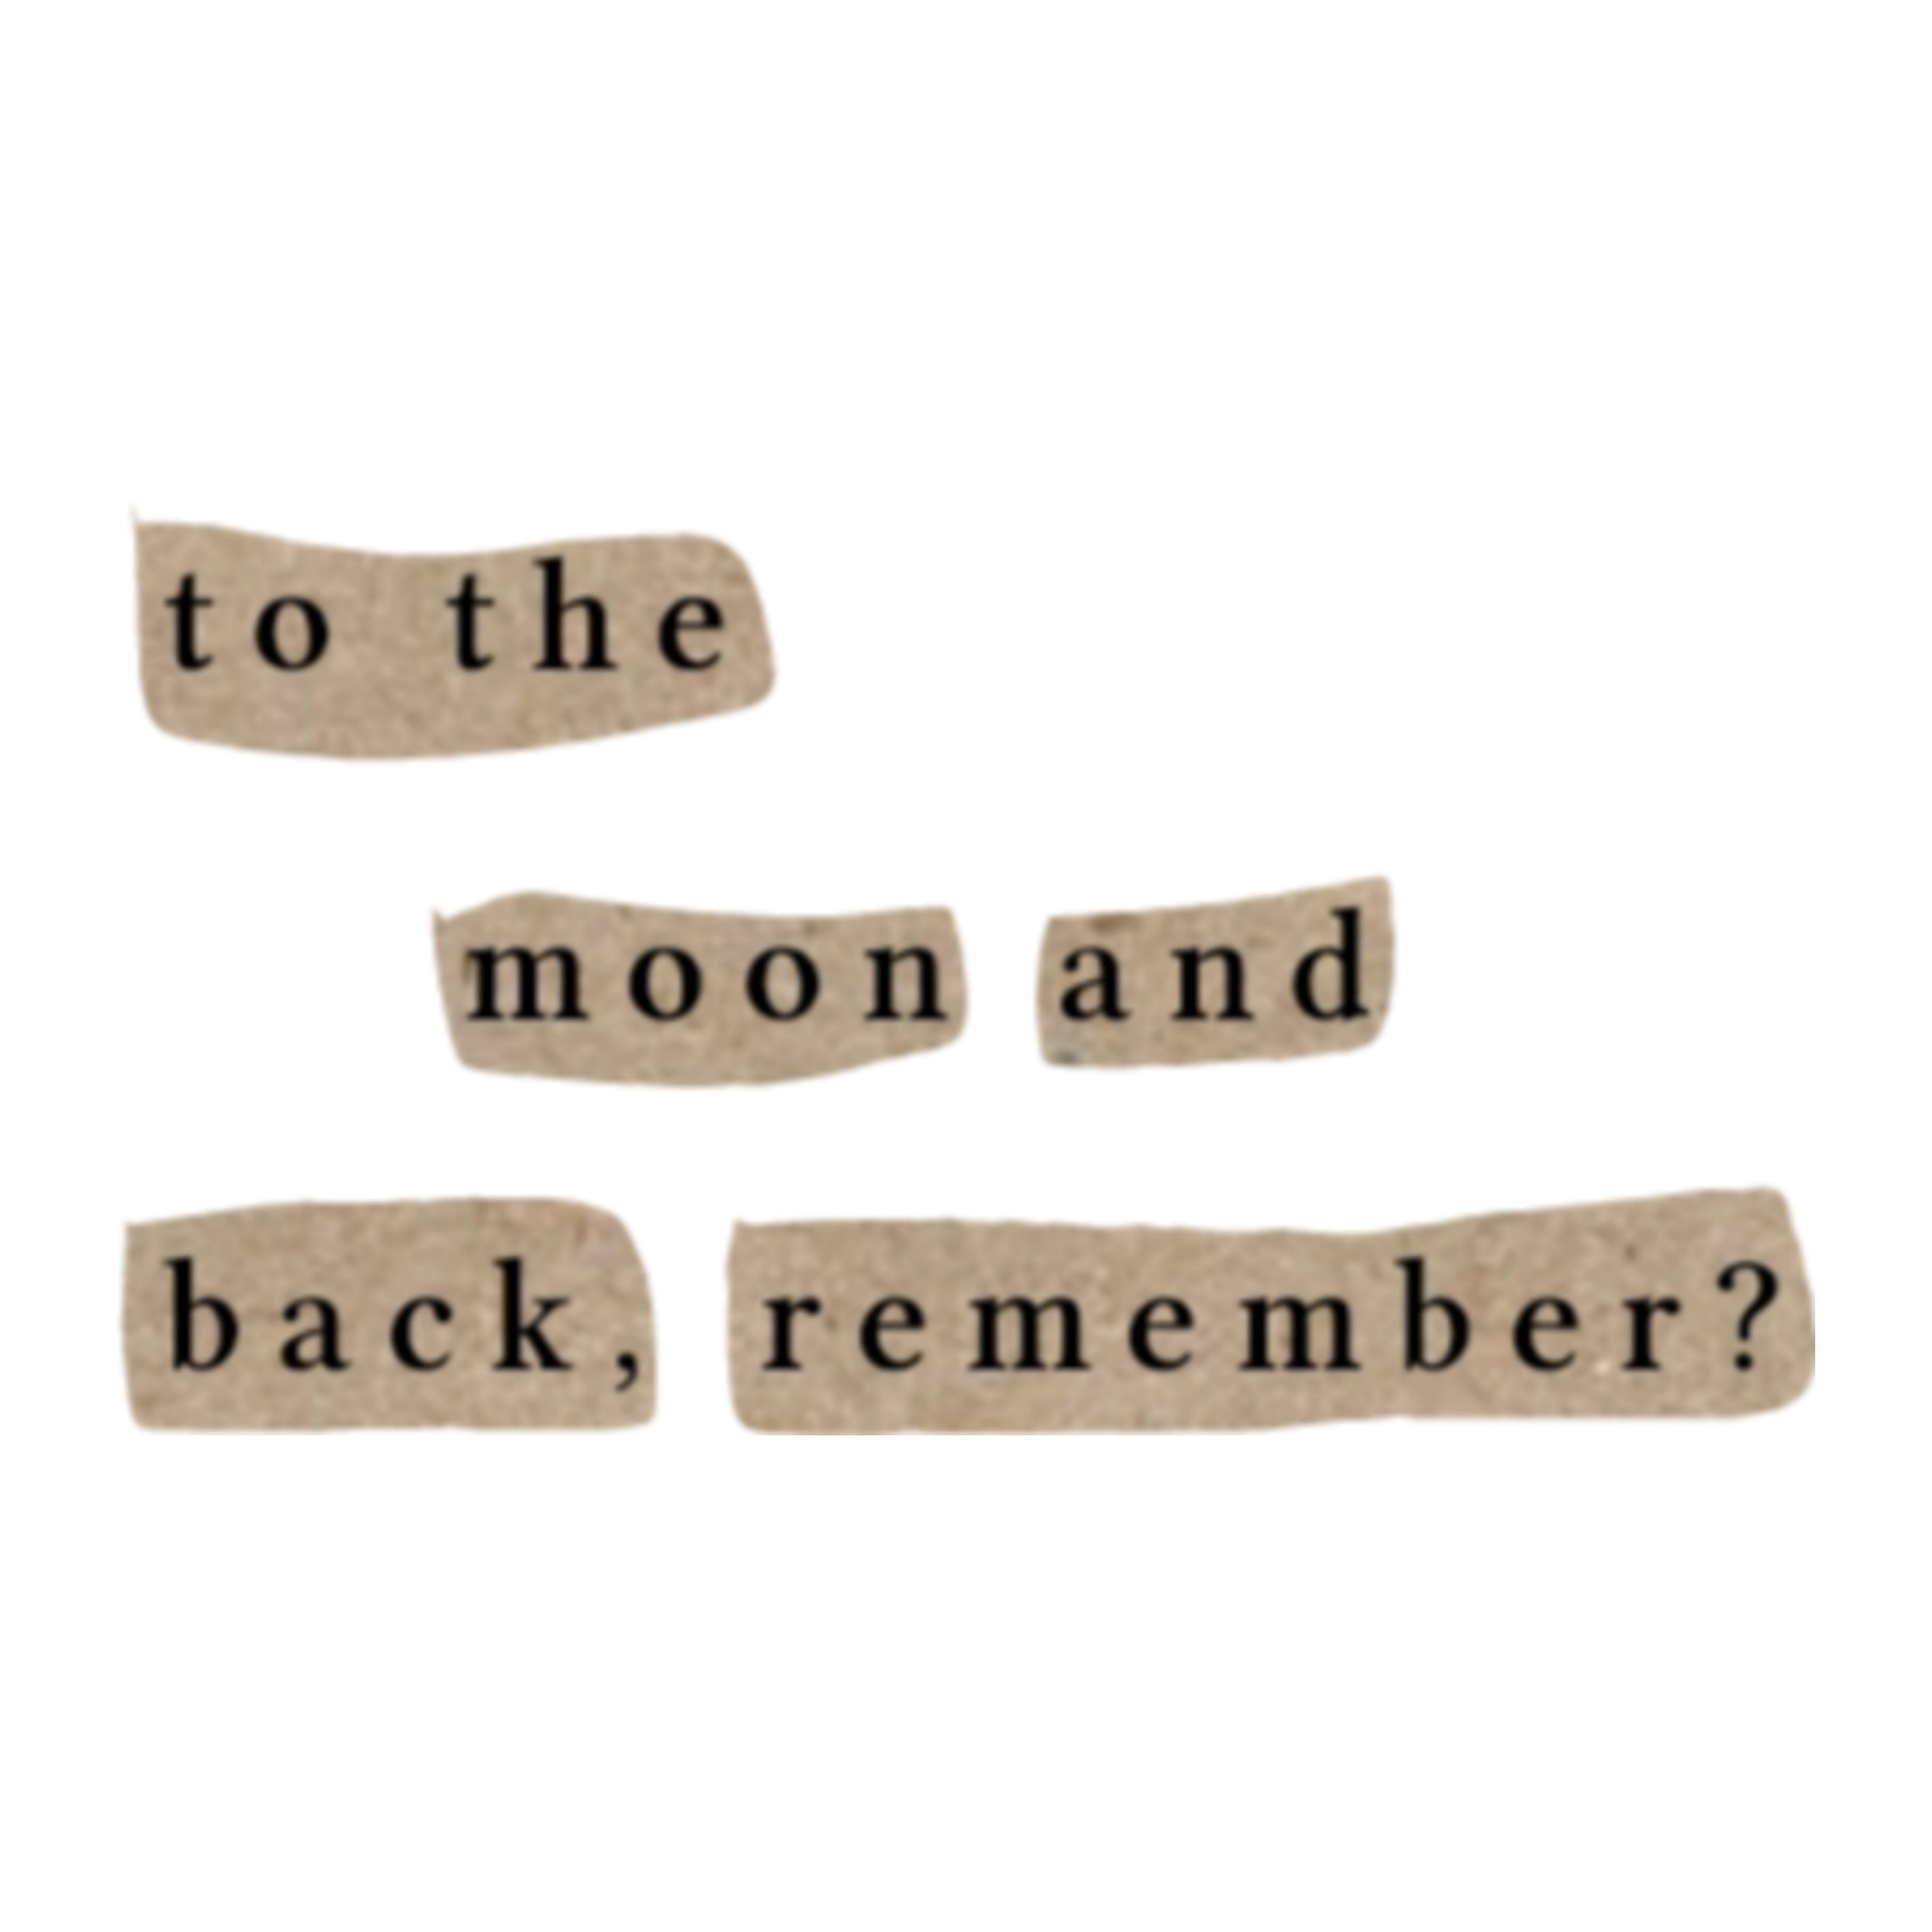 to the
moon and
back, remember?